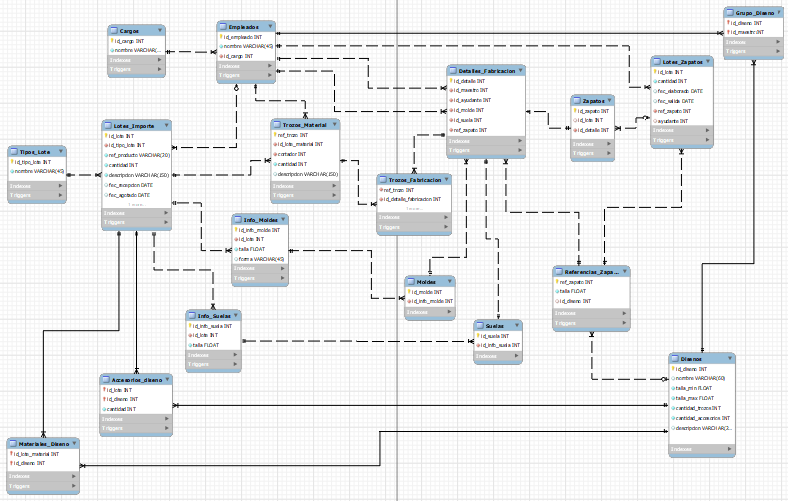 Cargos
id_cargo INT
nombre VARCHAR(...
Indexes
Triggers
Empleados
id_empleado INT
nombre VARCHAR(45)
id_cargo INT
Indexes
Triggers
Grupo_Diseno
id_diseno INT
id_maestro INT
Indexes
Triggers
Detalles_Fabricacion
id_detalle INT
id_maestro INT
id_ayudante INT
id_molde INT
id_suela INT
ref_zapato INT
Indexes
Triggers
Lotes_Zapatos
id_lote INT
cantidad INT
fec_elaborado DATE
fec_salida DATE
ref_zapato INT
ayudante INT
Indexes
Triggers
Zapatos
id_zapato INT
id_lote INT
id_detalle INT
Indexes
Triggers
Tipos_Lote
id_tipo_lote INT
nombre VARCHAR(45)
Indexes
Triggers
Lotes_Importe
id_lote INT
id_tipo_lote INT
ref_producto VARCHAR(20)
cantidad INT
descripcion VARCHAR(150)
fec_recepcion DATE
fec_agotado DATE
Indexes
Triggers
Trozos_Material
ref_trozo INT
id_lote_material INT
cortador INT
cantidad INT
descripcion VARCHAR(150)
Indexes
Triggers
Trozos_Fabricacion
ref_trozo INT
id_detalle_fabricacion INT
Indexes
Triggers
Info_Moldes
id_info_molde INT
id_lote INT
talla FLOAT
forma VARCHAR(45)
Indexes
Triggers
Moldes
id_molde INT
id_info_molde INT
Indexes
Referencias_Zapa...
ref_zapato INT
talla FLOAT
id_diseno INT
Indexes
Triggers
Info_Suelas
id_info_suela INT
id_lote INT
talla FLOAT
Indexes
Triggers
Suelas
id_suela INT
id_info_suela INT
Indexes
Disenos
id_diseno INT
nombre VARCHAR(60)
talla_min FLOAT
talla_max FLOAT
cantidad_trozos INT
cantidad_accesorios INT
descripcion VARCHAR(2...
Indexes
Accesorios_diseno
id_lote INT
id_diseno INT
cantidad INT
Indexes
Triggers
Materiales_Diseno
id_lote_material INT
id_diseno INT
Indexes
Triggers